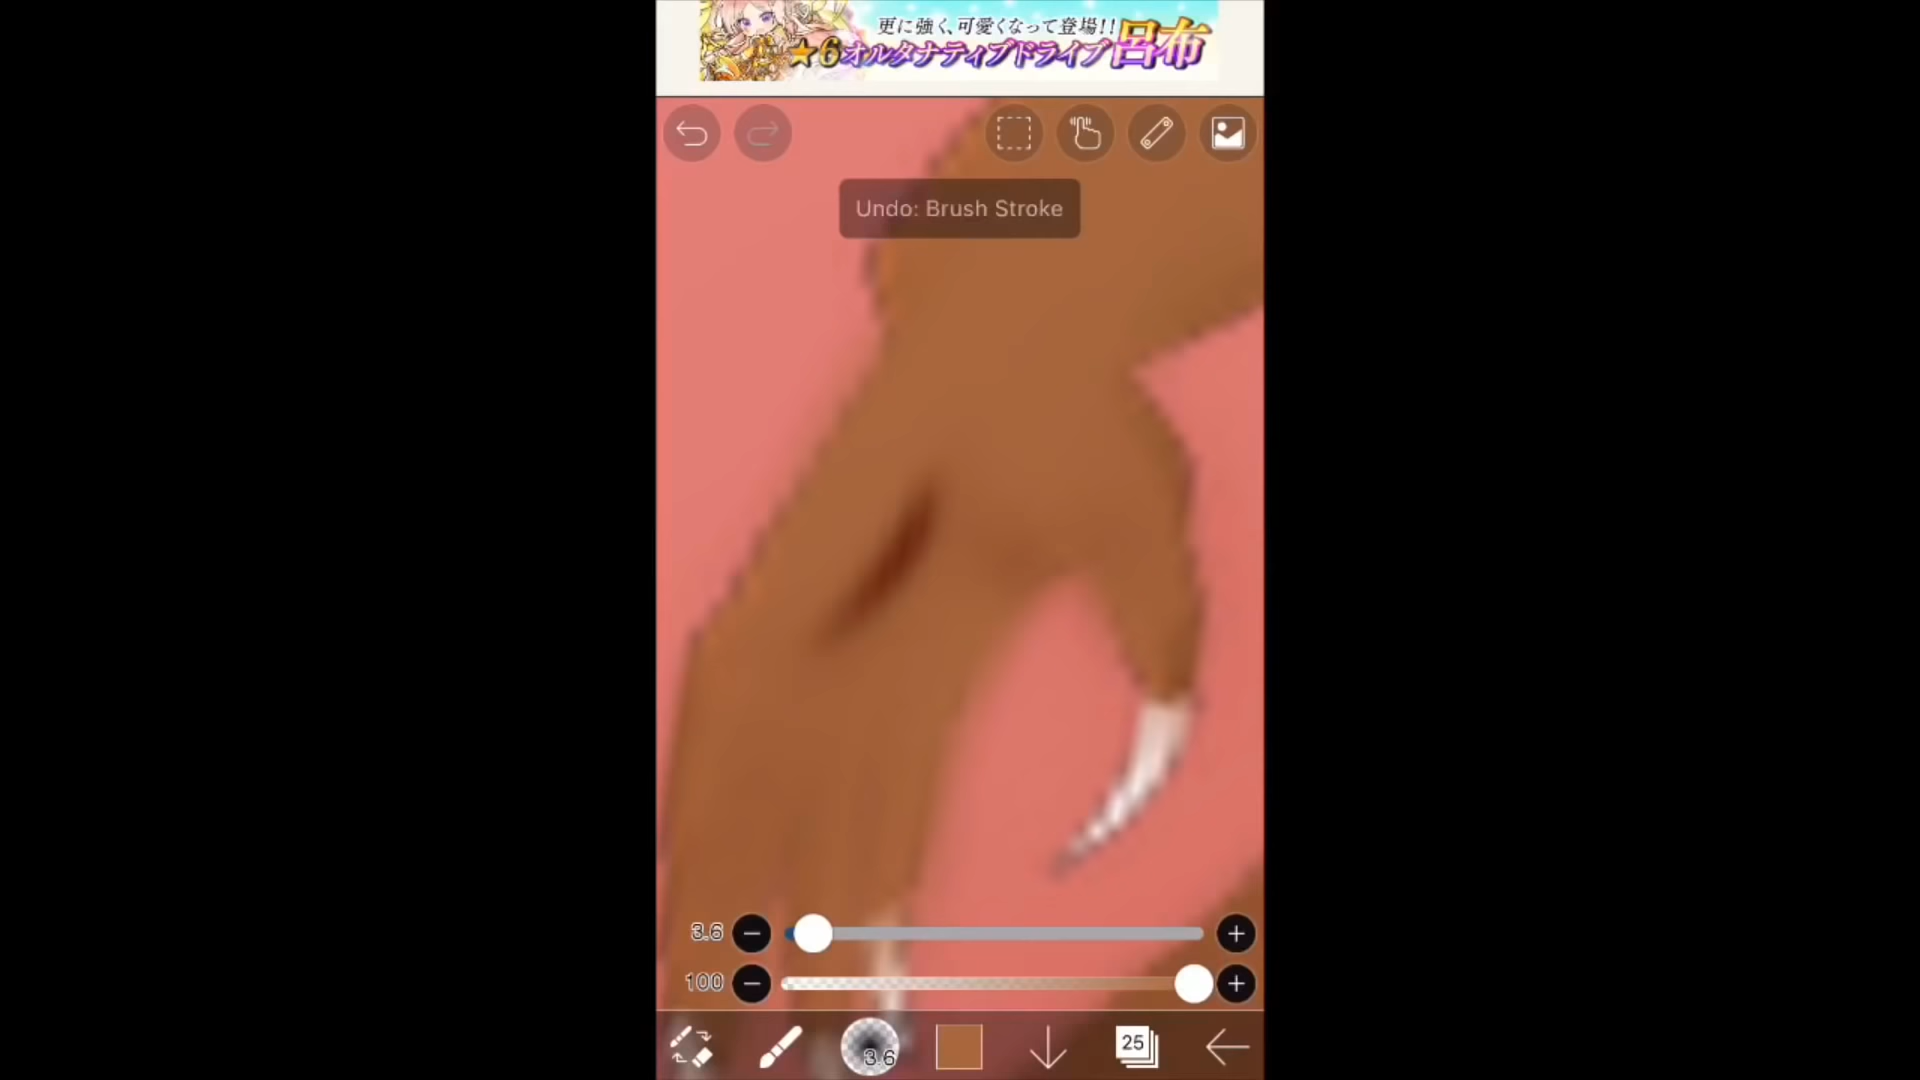 更に強く、可愛くなって登場!!
★6オルタナティブドライブ呂布
Undo: Brush Stroke
3.6
100
3.6
25